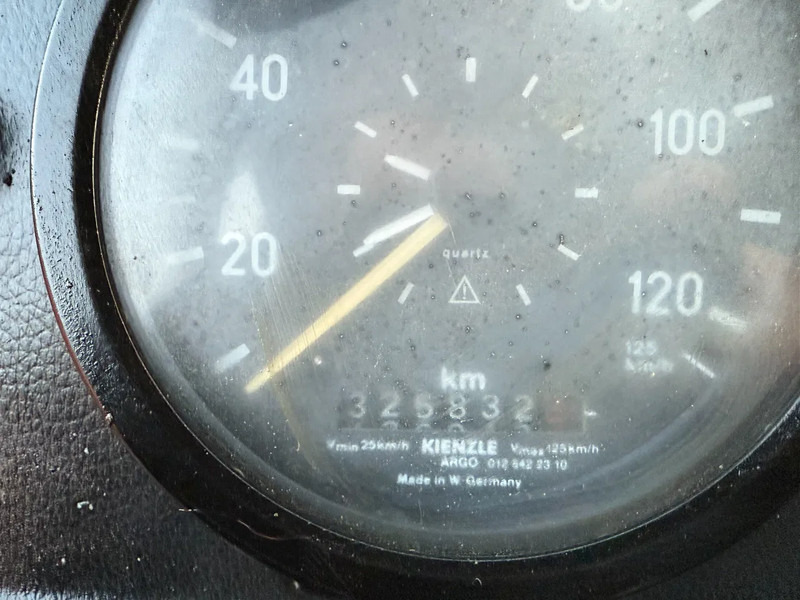 40
100
20
quartz
120
125
km/h
km
325832
Vmin 25km/h KIENZLE Vmax 125km/h
ARGO 012 842 23 10
Made in W. Germany